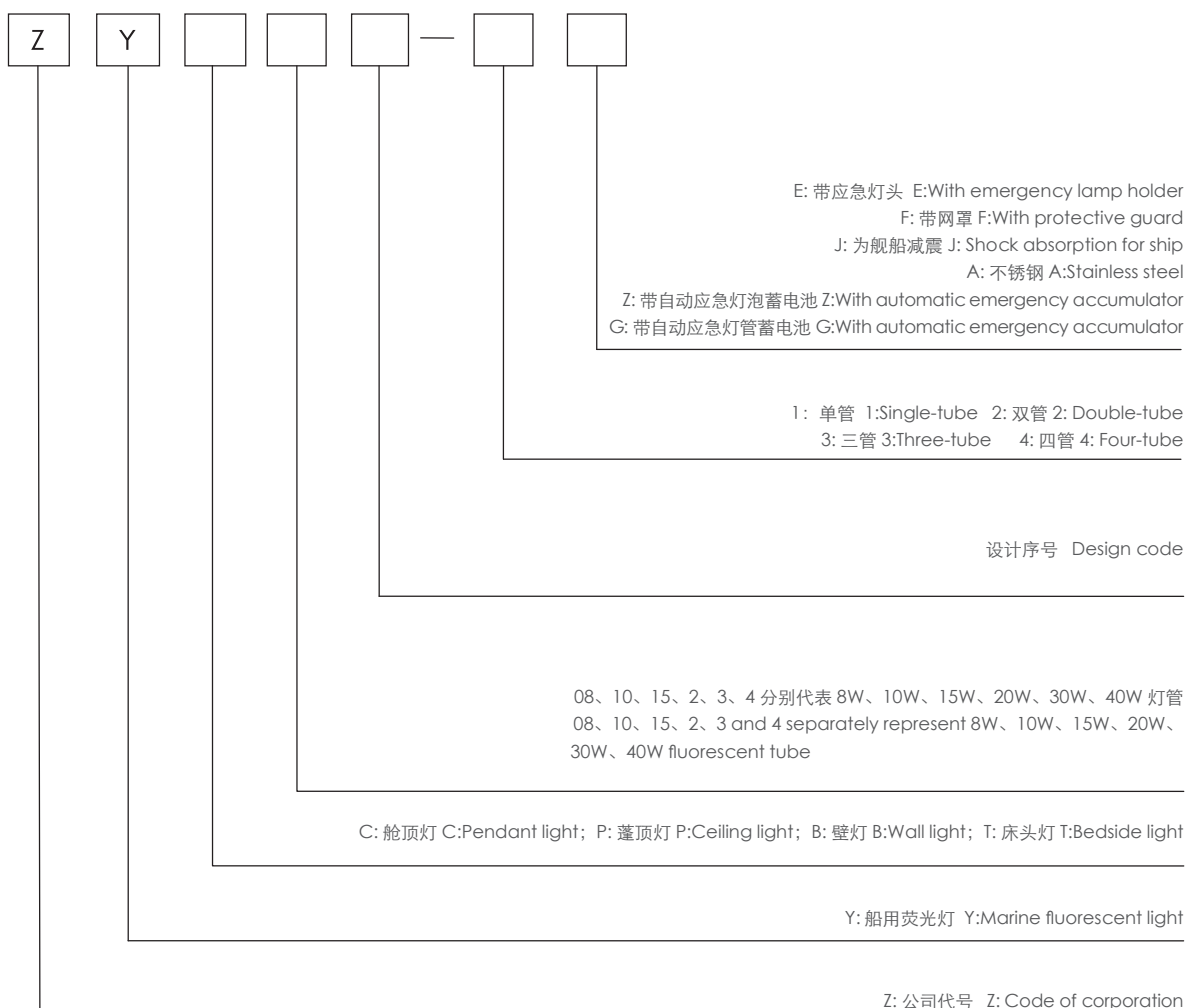 Z Y —
E: 带应急灯头 E:With emergency lamp holder
F: 带网罩 F:With protective guard
J: 为舰船减震 J: Shock absorption for ship
A: 不锈钢 A:Stainless steel
Z: 带自动应急灯泡蓄电池 Z:With automatic emergency accumulator
G: 带自动应急灯管蓄电池 G:With automatic emergency accumulator
1：单管 1:Single-tube 2: 双管 2: Double-tube
3: 三管 3:Three-tube 4: 四管 4: Four-tube
设计序号 Design code
08、10、15、2、3、4 分别代表 8W、10W、15W、20W、30W、40W 灯管
08、10、15、2、3 and 4 separately represent 8W、10W、15W、20W、
30W、40W fluorescent tube
C: 舱顶灯 C:Pendant light；P: 蓬顶灯 P:Ceiling light；B: 壁灯 B:Wall light；T: 床头灯 T:Bedside light
Y: 船用荧光灯 Y:Marine fluorescent light
Z: 公司代号 Z: Code of corporation